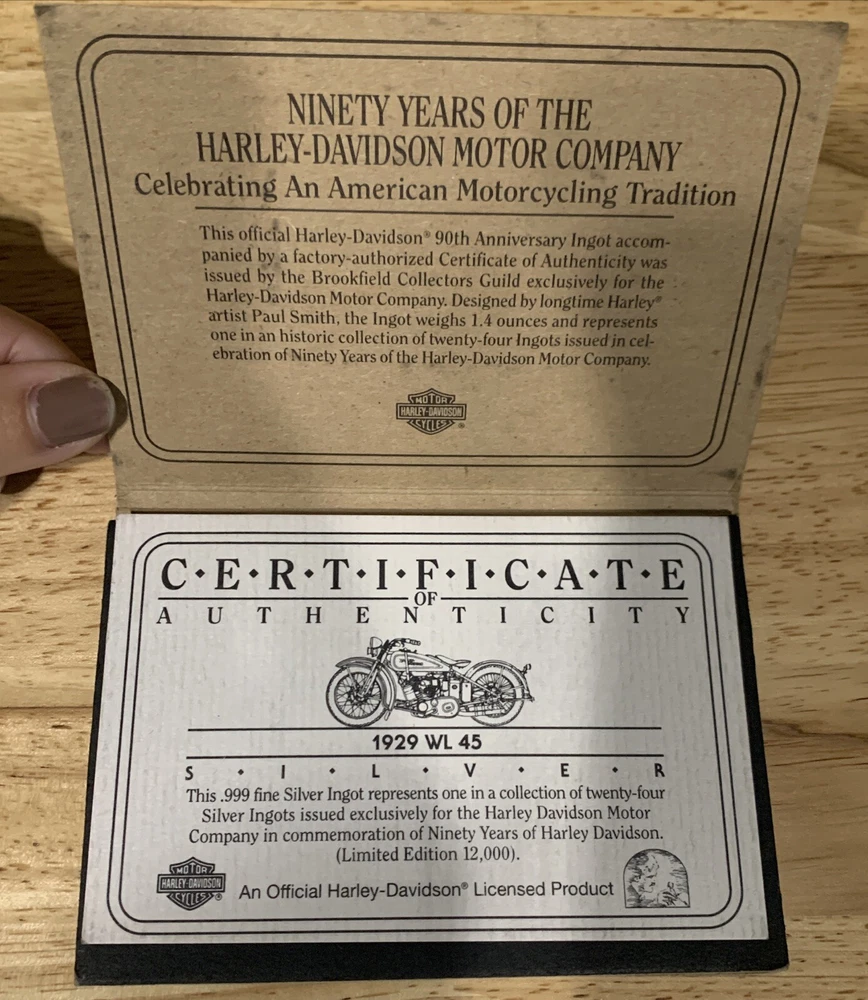 NINETY YEARS OF THE
HARLEY-DAVIDSON MOTOR COMPANY
Celebrating An American Motorcycling Tradition
This official Harley-Davidson® 90th Anniversary Ingot accom-
panied by a factory-authorized Certificate of Authenticity was
issued by the Brookfield Collectors Guild exclusively for the
Harley-Davidson Motor Company. Designed by longtime Harley®
artist Paul Smith, the Ingot weighs 1.4 ounces and represents
one in an historic collection of twenty-four Ingots issued in cel-
ebration of Ninety Years of the Harley-Davidson Motor Company.
MOTOR
HARLEY-DAVIDSON
CYCLES®
C•E•R•T•I•F•I•C•A•T•E
OF
A U T H E N T I C I T Y
1929 WL 45
S • I • L • V • E • R
This .999 fine Silver Ingot represents one in a collection of twenty-four
Silver Ingots issued exclusively for the Harley Davidson Motor
Company in commemoration of Ninety Years of Harley Davidson.
(Limited Edition 12,000).
MOTOR
HARLEY-DAVIDSON
CYCLES®
An Official Harley-Davidson® Licensed Product